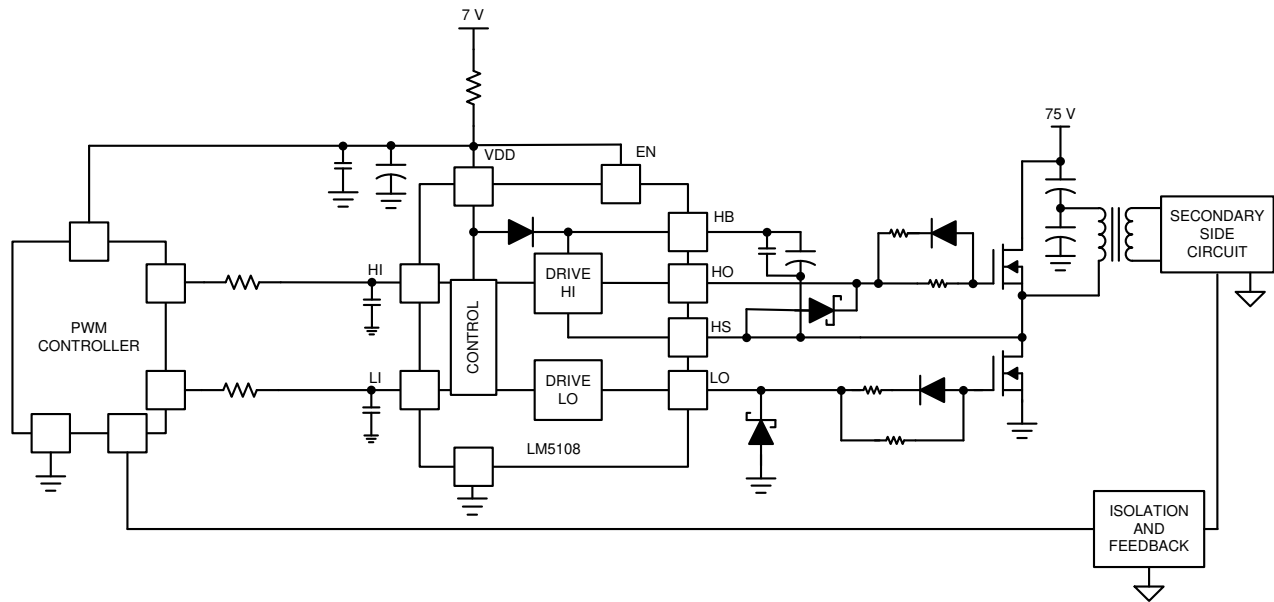 7 V
75 V
VDD
EN
HB
SECONDARY
SIDE
CIRCUIT
HI
DRIVE
HI
HO
PWM
CONTROLLER
CONTROL
HS
LI
DRIVE
LO
LO
LM5108
ISOLATION
AND
FEEDBACK